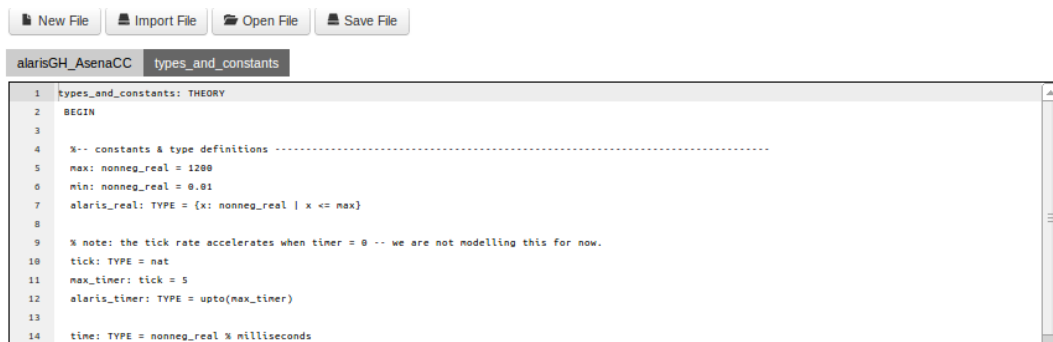 New File Import File Open File Save File
alarisGH_AsenaCC types_and_constants
1 types_and_constants: THEORY
2 BEGIN
3
4 %-- constants & type definitions -------------------------------------------------------------------------------
5 max: nonneg_real = 1200
6 min: nonneg_real = 0.01
7 alaris_real: TYPE = {x: nonneg_real | x <= max}
8
9 % note: the tick rate accelerates when timer = 0 -- we are not modelling this for now.
10 tick: TYPE = nat
11 max_timer: tick = 5
12 alaris_timer: TYPE = upto(max_timer)
13
14 time: TYPE = nonneg_real % milliseconds